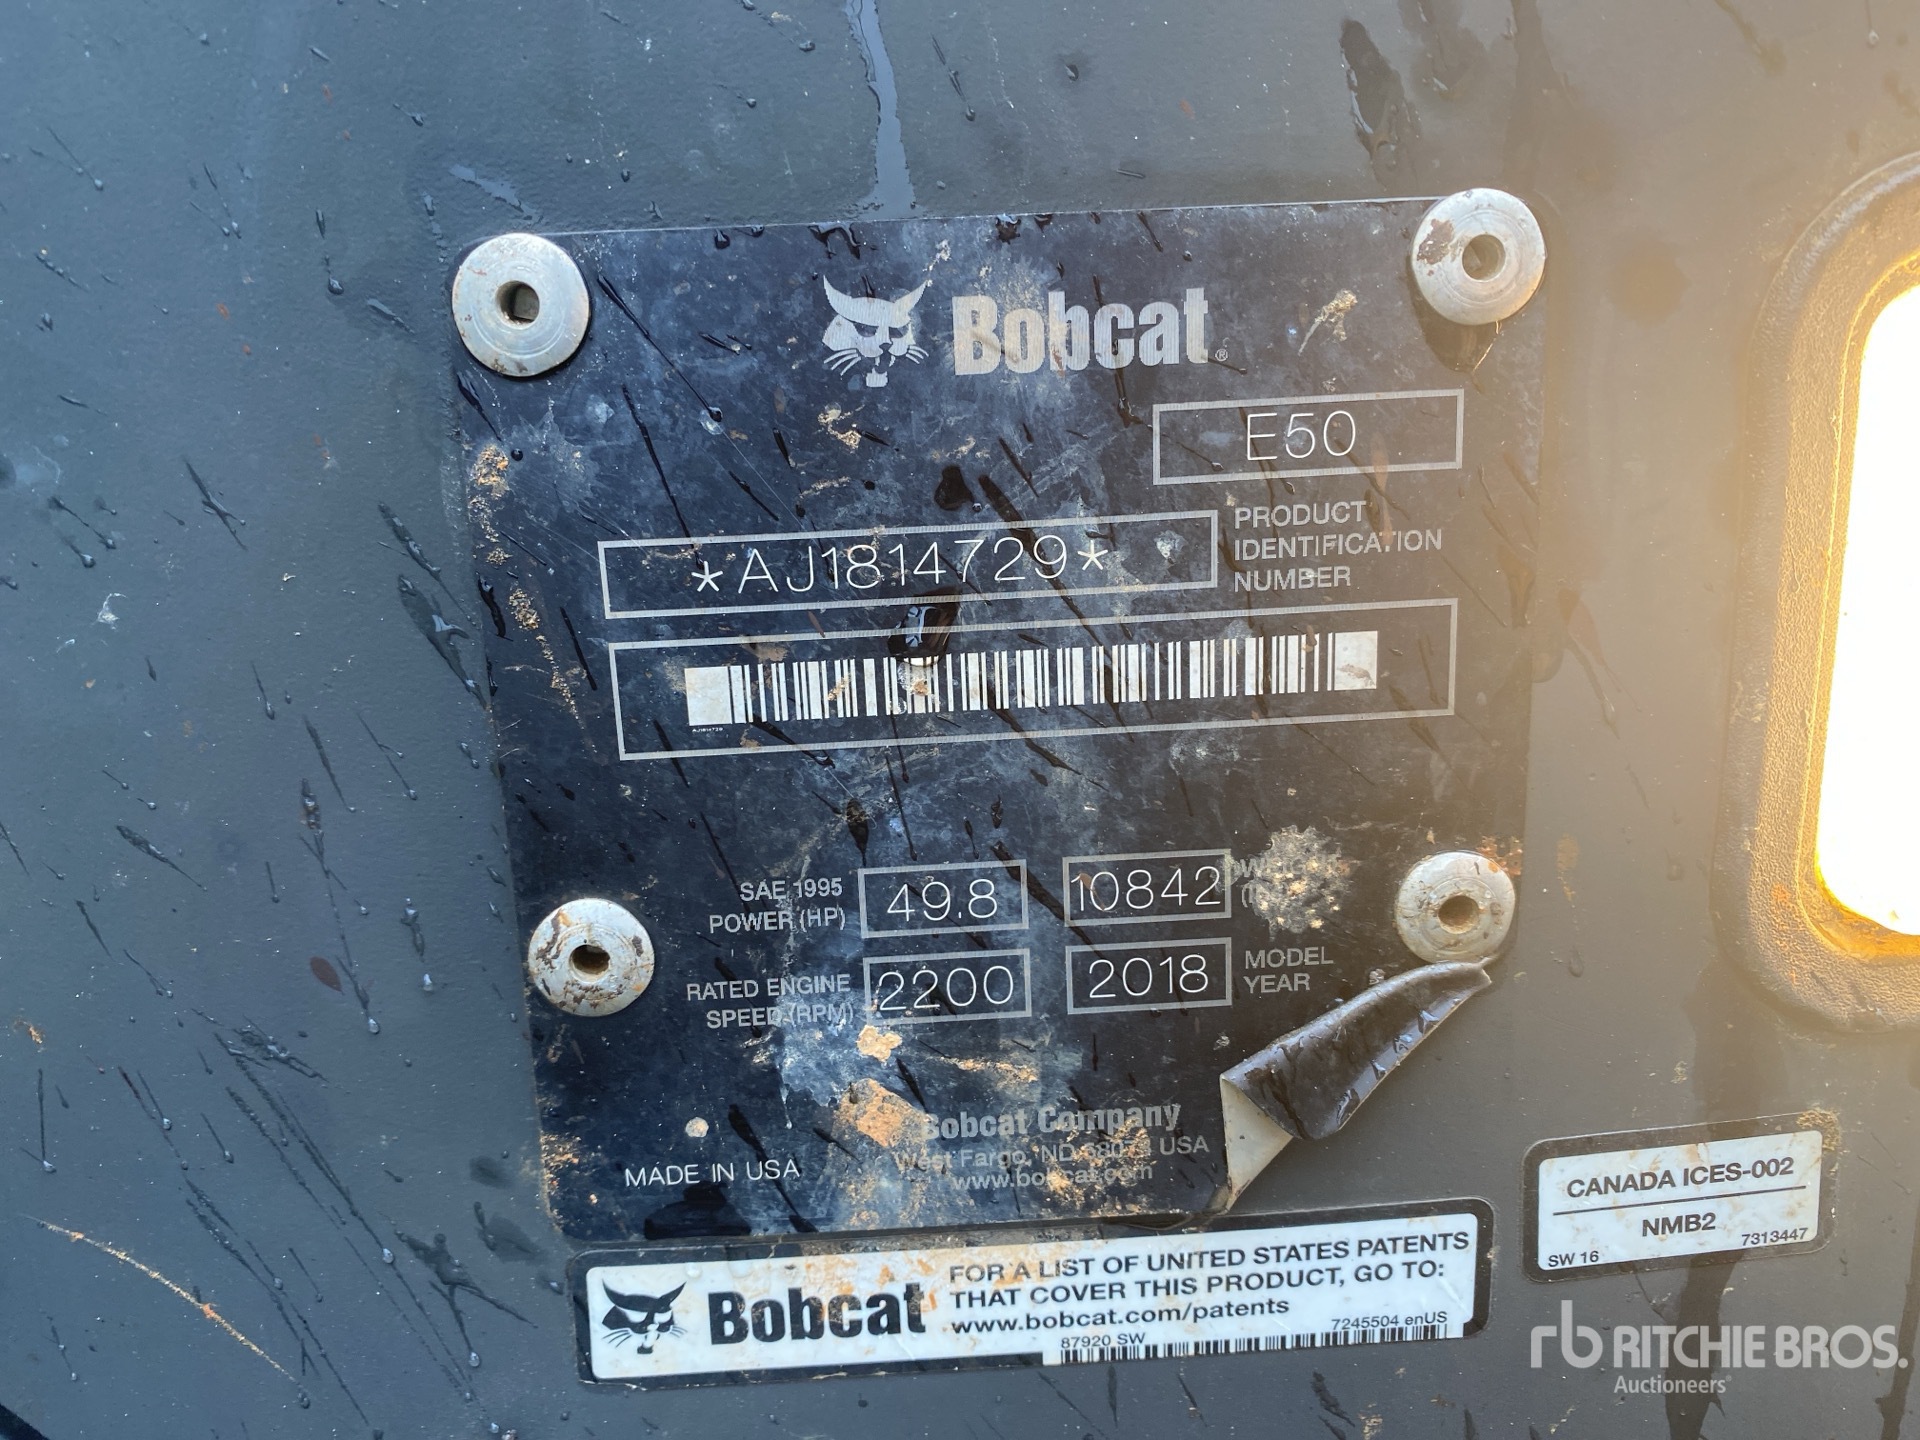 Bobcat®
E50
*AJ1814729*
PRODUCT
IDENTIFICATION
NUMBER
AJ1814729
SAE 1995
POWER (HP)
49.8
10842
RATED ENGINE
SPEED (RPM)
2200
2018
MODEL
YEAR
MADE IN USA
Bobcat Company
West Fargo, ND USA
www.bobcat.com
Bobcat
FOR A LIST OF UNITED STATES PATENTS
THAT COVER THIS PRODUCT, GO TO:
www.bobcat.com/patents
87920 SW
7245504 enUS
CANADA ICES-002
NMB2
SW 16
7313447
rb RITCHIE BROS.
Auctioneers